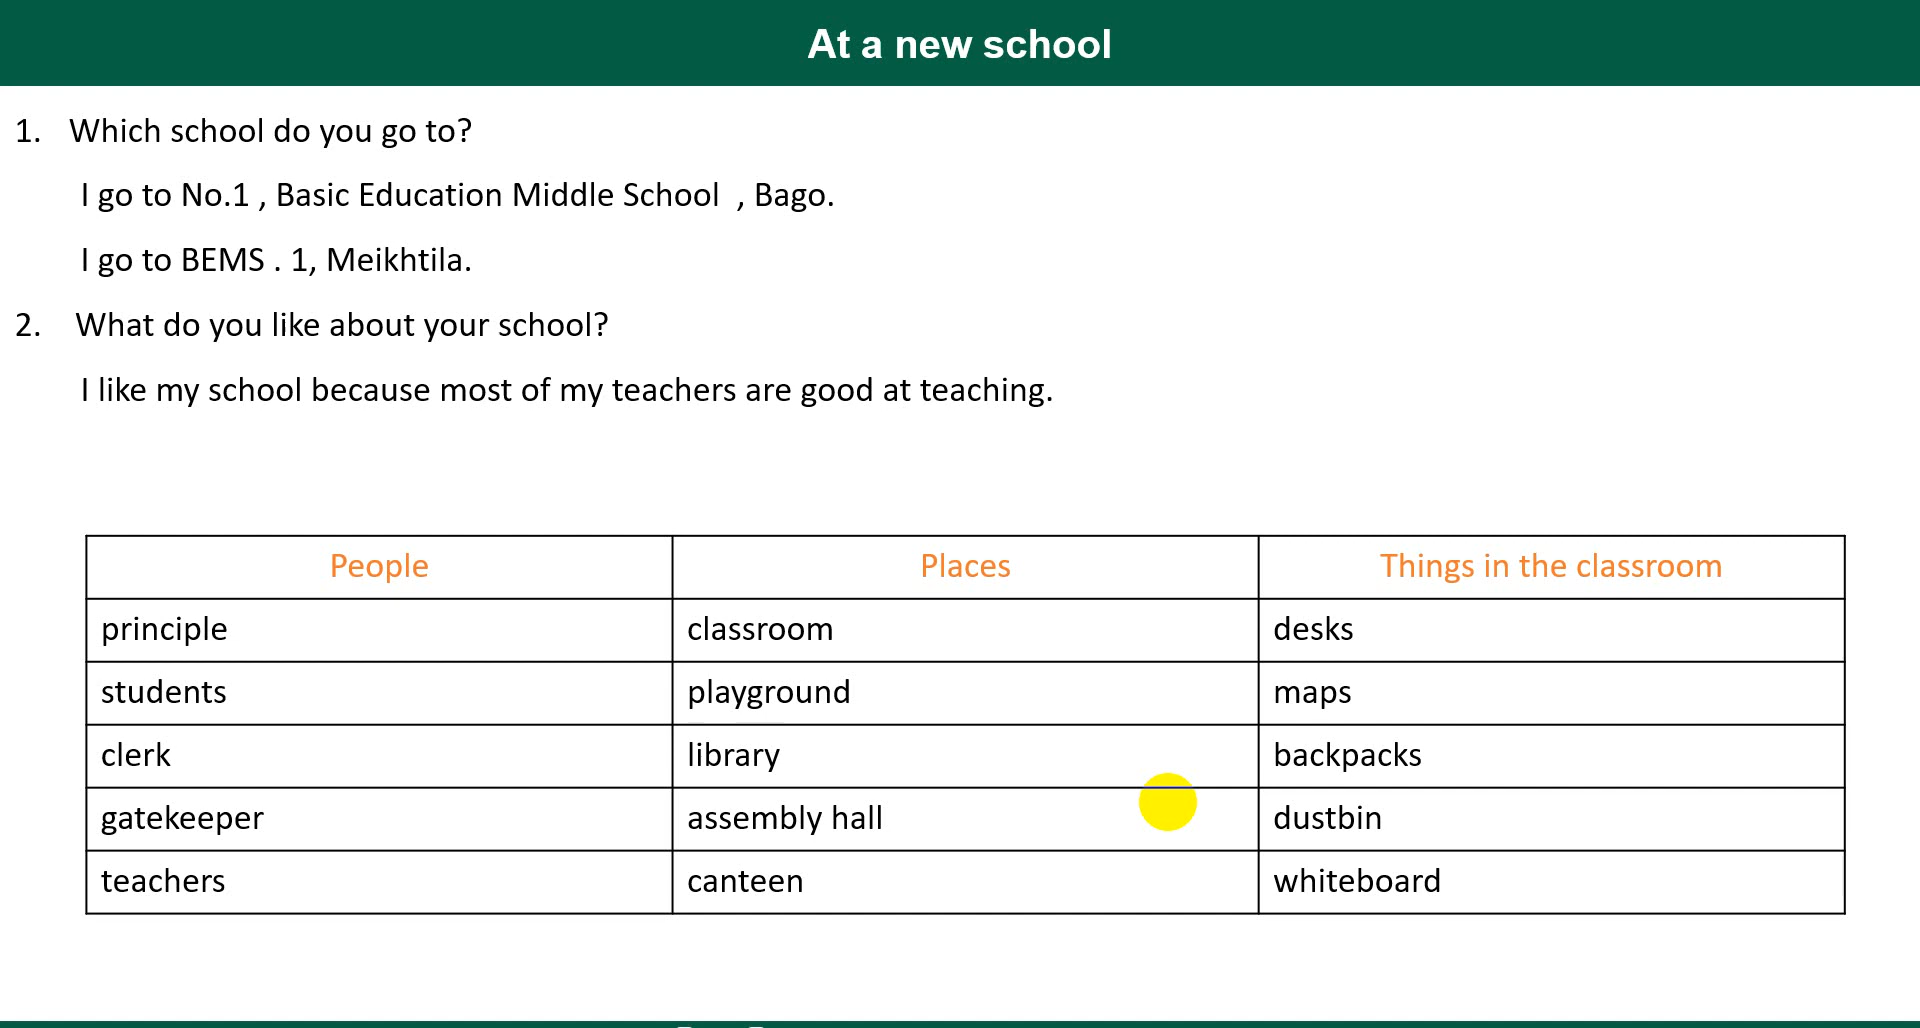 At a new school
1. Which school do you go to?
I go to No.1 , Basic Education Middle School , Bago.
I go to BEMS . 1, Meikhtila.
2. What do you like about your school?
I like my school because most of my teachers are good at teaching.
People Places Things in the classroom
principle classroom desks
students playground maps
clerk library backpacks
gatekeeper assembly hall dustbin
teachers canteen whiteboard